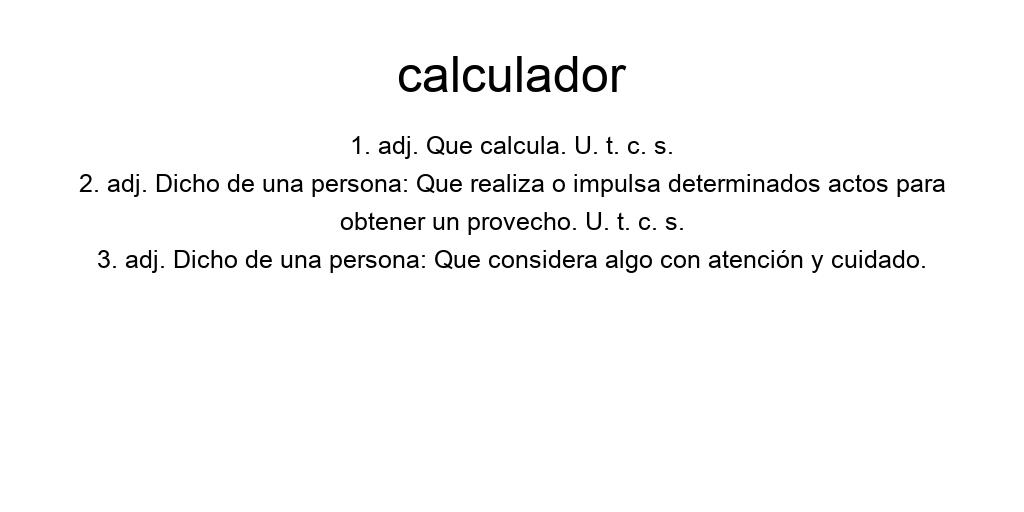 calculador
1. adj. Que calcula. U. t. c. s.
2. adj. Dicho de una persona: Que realiza o impulsa determinados actos para
obtener un provecho. U. t. c. s.
3. adj. Dicho de una persona: Que considera algo con atención y cuidado.